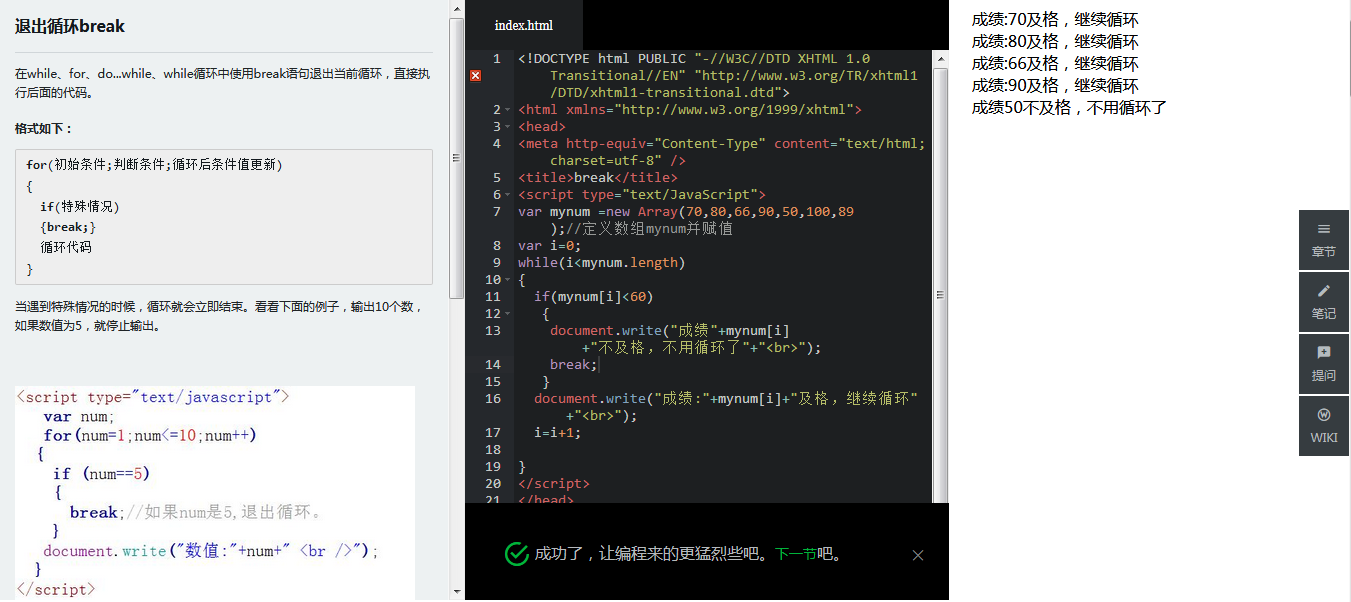 退出循环break
在while、for、do...while、while循环中使用break语句退出当前循环，直接执
行后面的代码。
格式如下：
for(初始条件;判断条件;循环后条件值更新)
{
if(特殊情况)
{break;}
循环代码
}
当遇到特殊情况的时候，循环就会立即结束。看看下面的例子，输出10个数，
如果数值为5，就停止输出。
<script type="text/javascript">
var num;
for(num=1;num<=10;num++)
{
if (num==5)
{
break;//如果num是5,退出循环。
}
document.write("数值:"+num+" <br />");
}
</script>
index.html
1 <!DOCTYPE html PUBLIC "-//W3C//DTD XHTML 1.0
Transitional//EN" "http://www.w3.org/TR/xhtml1
/DTD/xhtml1-transitional.dtd">
2 <html xmlns="http://www.w3.org/1999/xhtml">
3 <head>
4 <meta http-equiv="Content-Type" content="text/html;
charset=utf-8" />
5 <title>break</title>
6 <script type="text/JavaScript">
7 var mynum =new Array(70,80,66,90,50,100,89
);//定义数组mynum并赋值
8 var i=0;
9 while(i<mynum.length)
10 {
11 if(mynum[i]<60)
12 {
13 document.write("成绩"+mynum[i]
+"不及格，不用循环了"+"<br>");
14 break;
15 }
16 document.write("成绩:"+mynum[i]+"及格，继续循环"
+"<br>");
17 i=i+1;
18
19 }
20 </script>
21 </head>
成功了，让编程来的更猛烈些吧。下一节吧。
成绩:70及格，继续循环
成绩:80及格，继续循环
成绩:66及格，继续循环
成绩:90及格，继续循环
成绩50不及格，不用循环了
章节
笔记
提问
WIKI